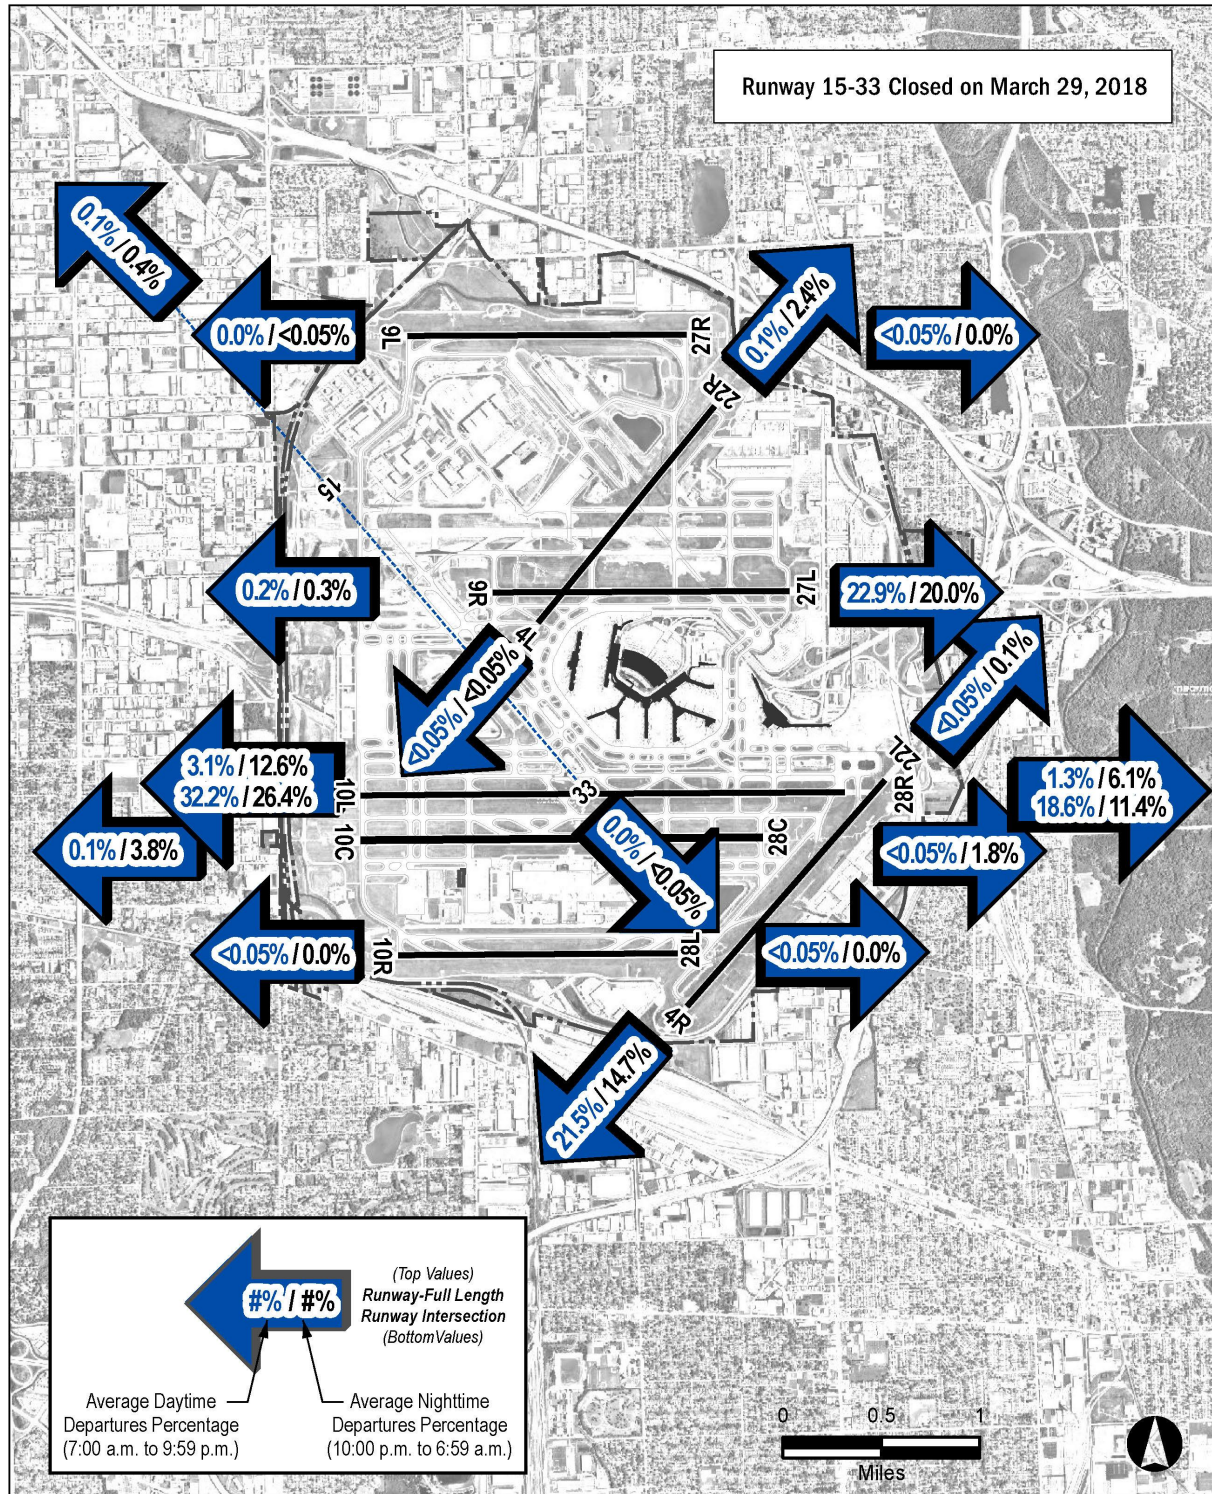 Runway 15-33 Closed on March 29, 2018
0.1% / 0.4%
0.0% / <0.05%
9L
27R
0.1% / 2.4%
<0.05% / 0.0%
22R
15
0.2% / 0.3%
9R
27L
22.9% / 20.0%
4L
<0.05% / <0.05%
<0.05% / 0.1%
22L
3.1% / 12.6%
32.2% / 26.4%
10L
33
28R
1.3% / 6.1%
18.6% / 11.4%
0.1% / 3.8%
10C
28C
0.0% / <0.05%
<0.05% / 1.8%
<0.05% / 0.0%
10R
28L
<0.05% / 0.0%
4R
21.5% / 14.7%
#% / #%
(Top Values)
Runway-Full Length
Runway Intersection
(BottomValues)
Average Daytime
Departures Percentage
(7:00 a.m. to 9:59 p.m.)
Average Nighttime
Departures Percentage
(10:00 p.m. to 6:59 a.m.)
0 0.5 1
Miles